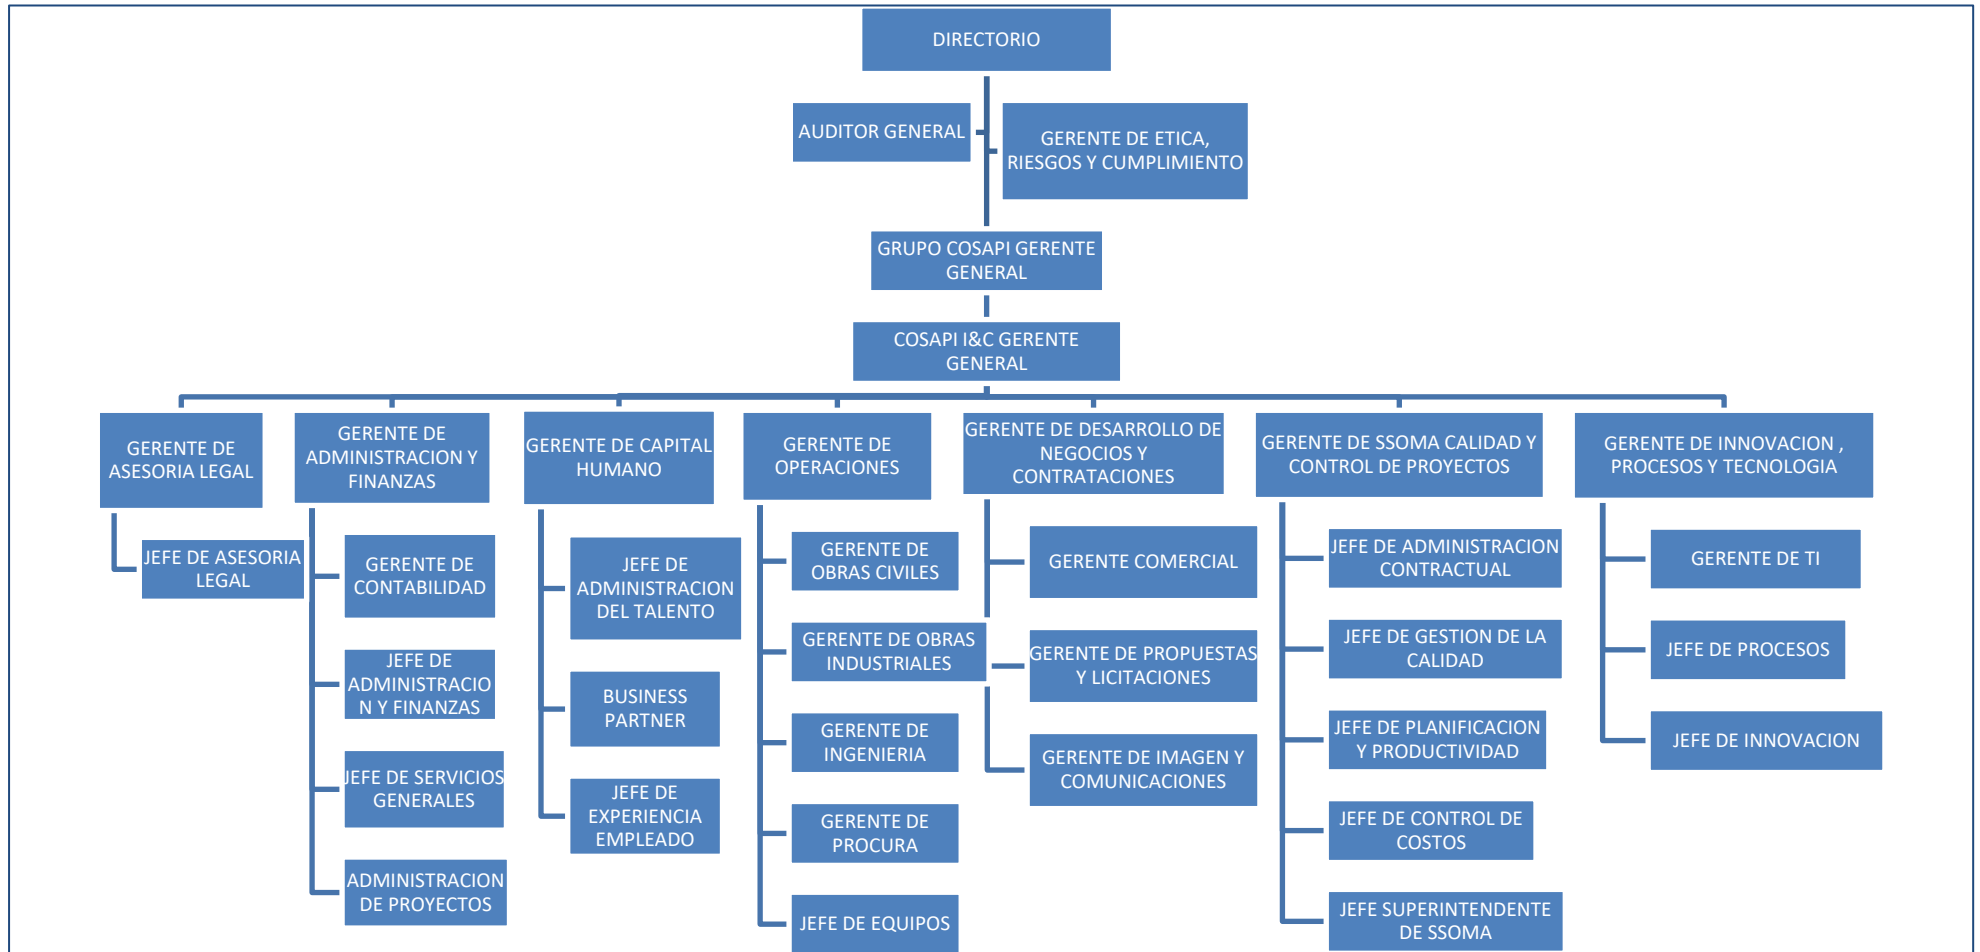 DIRECTORIO
AUDITOR GENERAL
GERENTE DE ETICA,
RIESGOS Y CUMPLIMIENTO
GRUPO COSAPI GERENTE
GENERAL
COSAPI I&C GERENTE
GENERAL
GERENTE DE
ASESORIA LEGAL
JEFE DE ASESORIA
LEGAL
GERENTE DE
ADMINISTRACION Y
FINANZAS
GERENTE DE
CONTABILIDAD
JEFE DE
ADMINISTRACIO
N Y FINANZAS
JEFE DE SERVICIOS
GENERALES
ADMINISTRACION
DE PROYECTOS
GERENTE DE CAPITAL
HUMANO
JEFE DE
ADMINISTRACION
DEL TALENTO
BUSINESS
PARTNER
JEFE DE
EXPERIENCIA
EMPLEADO
GERENTE DE
OPERACIONES
GERENTE DE
OBRAS CIVILES
GERENTE DE OBRAS
INDUSTRIALES
GERENTE DE
INGENIERIA
GERENTE DE
PROCURA
JEFE DE EQUIPOS
GERENTE DE DESARROLLO DE
NEGOCIOS Y
CONTRATACIONES
GERENTE COMERCIAL
GERENTE DE PROPUESTAS
Y LICITACIONES
GERENTE DE IMAGEN Y
COMUNICACIONES
GERENTE DE SSOMA CALIDAD Y
CONTROL DE PROYECTOS
JEFE DE ADMINISTRACION
CONTRACTUAL
JEFE DE GESTION DE LA
CALIDAD
JEFE DE PLANIFICACION
Y PRODUCTIVIDAD
JEFE DE CONTROL DE
COSTOS
JEFE SUPERINTENDENTE
DE SSOMA
GERENTE DE INNOVACION ,
PROCESOS Y TECNOLOGIA
GERENTE DE TI
JEFE DE PROCESOS
JEFE DE INNOVACION